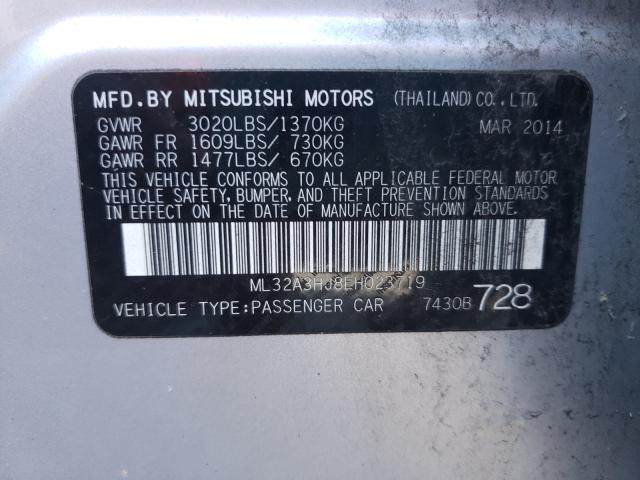 MFD.BY MITSUBISHI MOTORS (THAILAND) CO., LTD.
GVWR 3020LBS/1370KG MAR 2014
GAWR FR 1609LBS/ 730KG
GAWR RR 1477LBS/ 670KG
THIS VEHICLE CONFORMS TO ALL APPLICABLE FEDERAL MOTOR
VEHICLE SAFETY, BUMPER, AND THEFT PREVENTION STANDARDS
IN EFFECT ON THE DATE OF MANUFACTURE SHOWN ABOVE.
ML32A3HJ8EH023719
VEHICLE TYPE:PASSENGER CAR 7430B 728